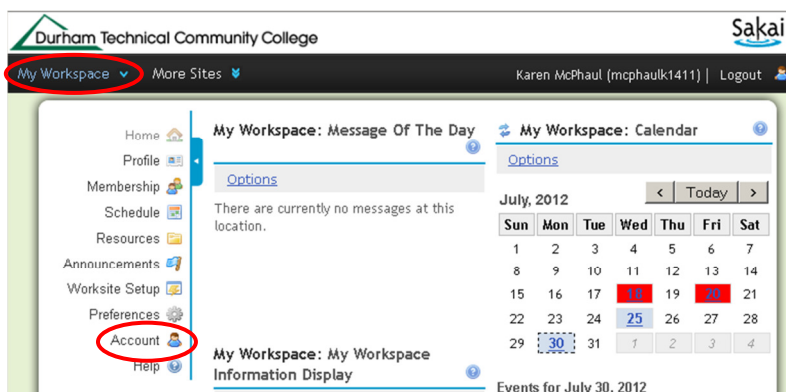 Durham Technical Community College
Sakai
My Workspace More Sites Karen McPhaul (mcphaulk1411) | Logout
Home
Profile
Membership
Schedule
Resources
Announcements
Worksite Setup
Preferences
Account
Help
My Workspace: Message Of The Day
Options
There are currently no messages at this
location.
My Workspace: My Workspace
Information Display
My Workspace: Calendar
Options
July, 2012 < Today >
Sun Mon Tue Wed Thu Fri Sat
1 2 3 4 5 6 7
8 9 10 11 12 13 14
15 16 17 18 19 20 21
22 23 24 25 26 27 28
29 30 31 1 2 3 4
Events for July 30, 2012